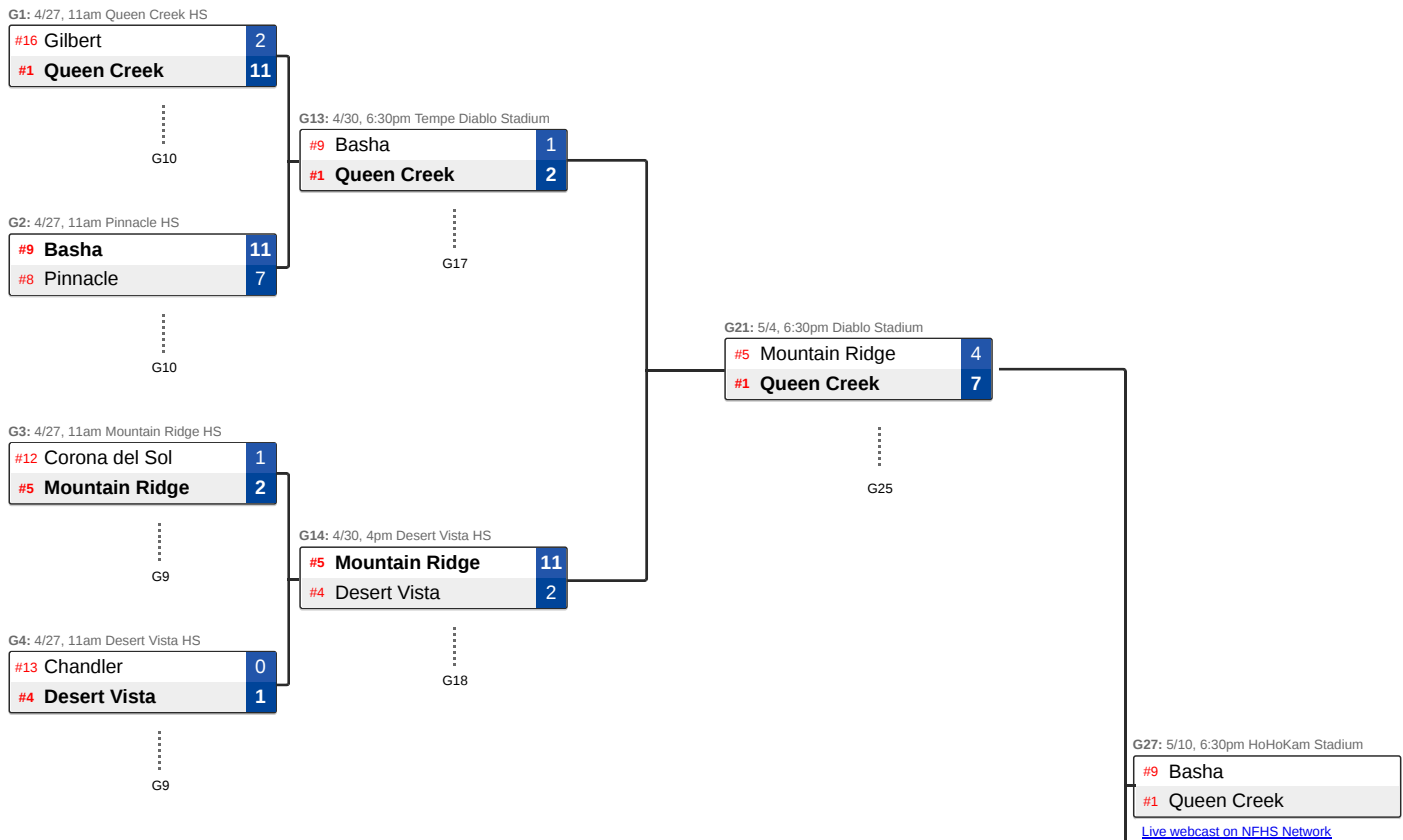 G1: 4/27, 11am Queen Creek HS
#16 Gilbert 2
#1 Queen Creek 11
G10
G13: 4/30, 6:30pm Tempe Diablo Stadium
#9 Basha 1
#1 Queen Creek 2
G17
G2: 4/27, 11am Pinnacle HS
#9 Basha 11
#8 Pinnacle 7
G10
G21: 5/4, 6:30pm Diablo Stadium
#5 Mountain Ridge 4
#1 Queen Creek 7
G25
G3: 4/27, 11am Mountain Ridge HS
#12 Corona del Sol 1
#5 Mountain Ridge 2
G9
G14: 4/30, 4pm Desert Vista HS
#5 Mountain Ridge 11
#4 Desert Vista 2
G18
G4: 4/27, 11am Desert Vista HS
#13 Chandler 0
#4 Desert Vista 1
G9
G27: 5/10, 6:30pm HoHoKam Stadium
#9 Basha
#1 Queen Creek
Live webcast on NFHS Network